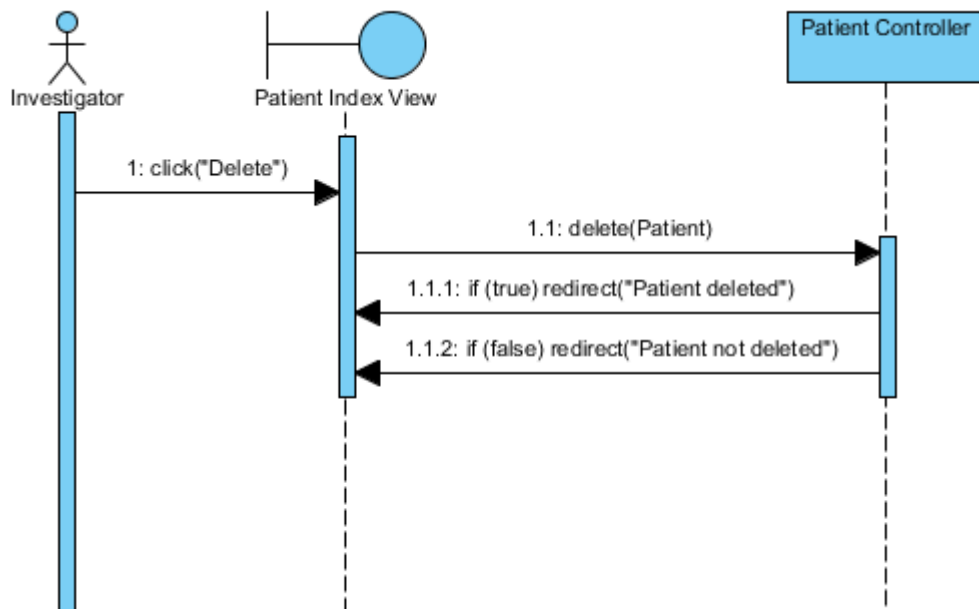 Patient Controller
Investigator
Patient Index View
1: click("Delete")
1.1: delete(Patient)
1.1.1: if (true) redirect("Patient deleted")
1.1.2: if (false) redirect("Patient not deleted")